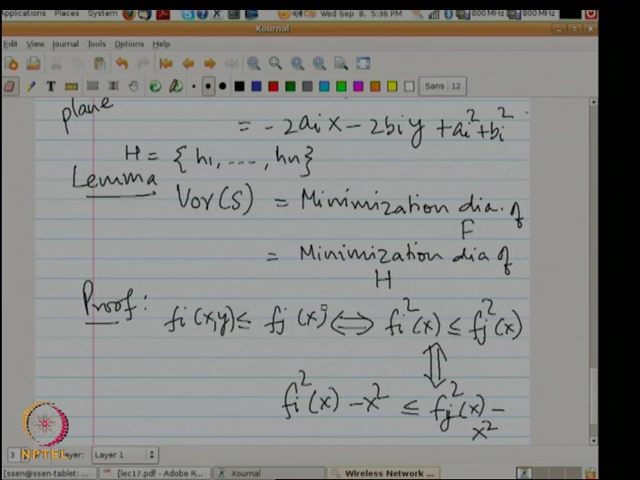 Applications Places System
Wed Sep 8, 5:36 PM
800 MHz 800 MHz
Xournal
Edit View Journal Tools Options Help
Sans 12
plane
= - 2aix - 2biy + ai² + bi²
H = {h1, ...., hn}
Lemma
Vor(S) = Minimization dia. of
F
= Minimization dia of
H
Proof:
fi(x,y) ≤ fj(x, ⟺ fi²(x) ≤ fj²(x)
⇕
fi²(x) - x² ≤ fj²(x) -
x²
NPTEL
3 Layer: Layer 1
[ssen@ssen-tablet: [lec17.pdf - Adobe R... Xournal Wireless Network ...